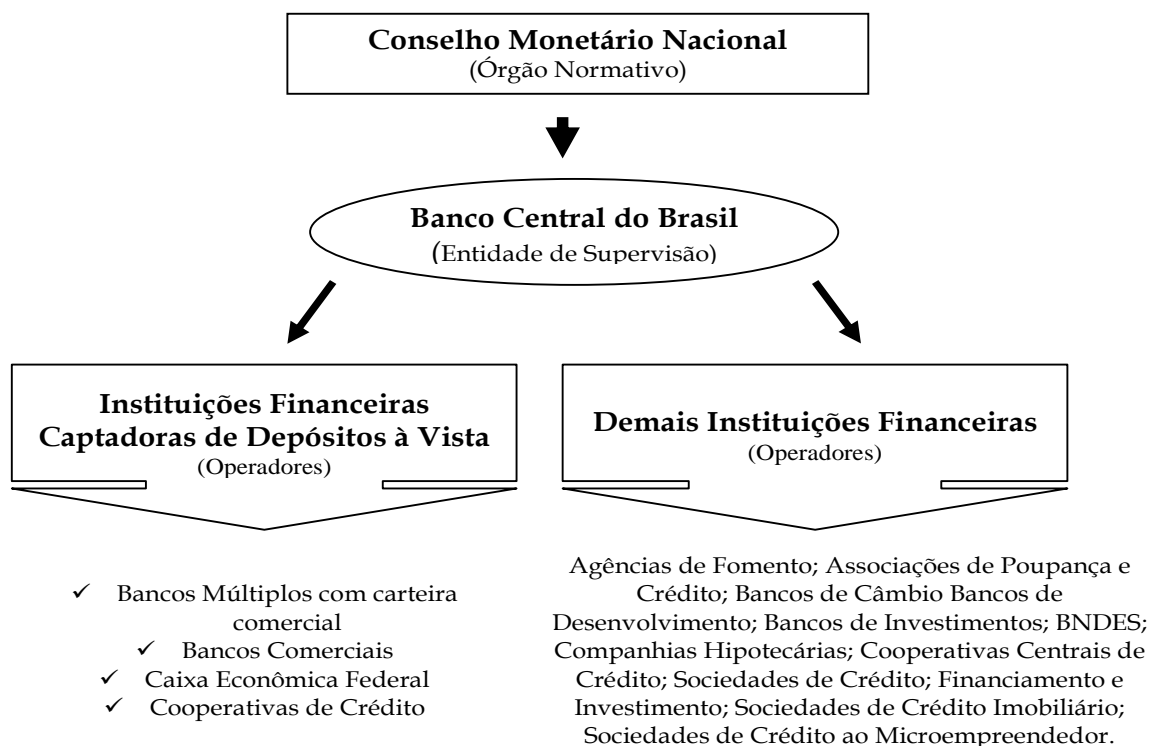 Conselho Monetário Nacional
(Órgão Normativo)
Banco Central do Brasil
(Entidade de Supervisão)
Instituições Financeiras
Captadoras de Depósitos à Vista
(Operadores)
✓ Bancos Múltiplos com carteira
comercial
✓ Bancos Comerciais
✓ Caixa Econômica Federal
✓ Cooperativas de Crédito
Demais Instituições Financeiras
(Operadores)
Agências de Fomento; Associações de Poupança e
Crédito; Bancos de Câmbio Bancos de
Desenvolvimento; Bancos de Investimentos; BNDES;
Companhias Hipotecárias; Cooperativas Centrais de
Crédito; Sociedades de Crédito; Financiamento e
Investimento; Sociedades de Crédito Imobiliário;
Sociedades de Crédito ao Microempreendedor.